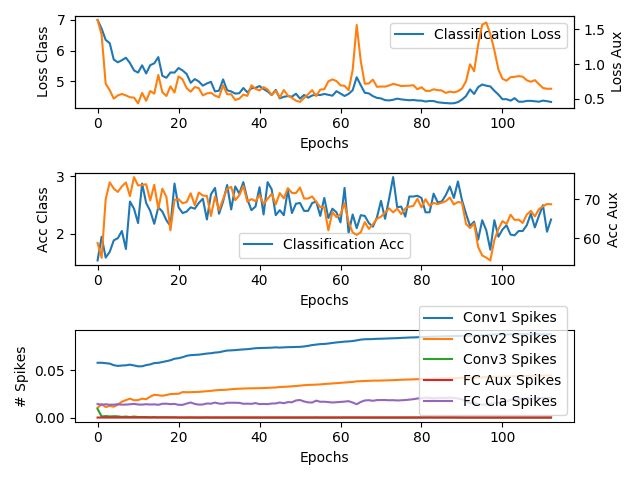 7
6
5
Loss Class
Classification Loss
1.5
1.0
0.5
Loss Aux
0 20 40 60 80 100
Epochs
3
2
Acc Class
Classification Acc
70
60
Acc Aux
0 20 40 60 80 100
Epochs
0.05
0.00
# Spikes
Conv1 Spikes
Conv2 Spikes
Conv3 Spikes
FC Aux Spikes
FC Cla Spikes
0 20 40 60 80 100
Epochs